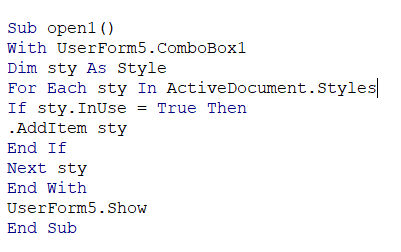 Sub open1()
With UserForm5.ComboBox1
Dim sty As Style
For Each sty In ActiveDocument.Styles
If sty.InUse = True Then
.AddItem sty
End If
Next sty
End With
UserForm5.Show
End Sub